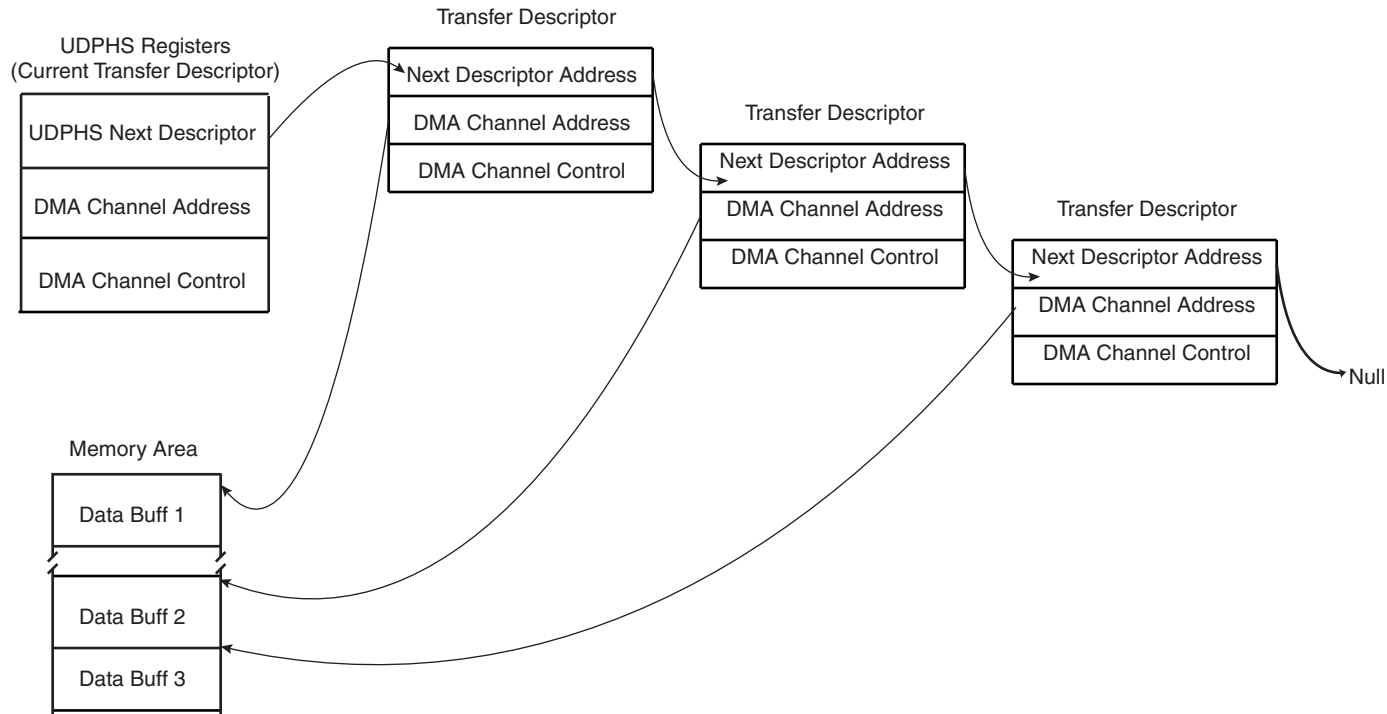 UDPHS Registers
(Current Transfer Descriptor)
UDPHS Next Descriptor
DMA Channel Address
DMA Channel Control
Transfer Descriptor
Next Descriptor Address
DMA Channel Address
DMA Channel Control
Transfer Descriptor
Next Descriptor Address
DMA Channel Address
DMA Channel Control
Transfer Descriptor
Next Descriptor Address
DMA Channel Address
DMA Channel Control
Null
Memory Area
Data Buff 1
Data Buff 2
Data Buff 3